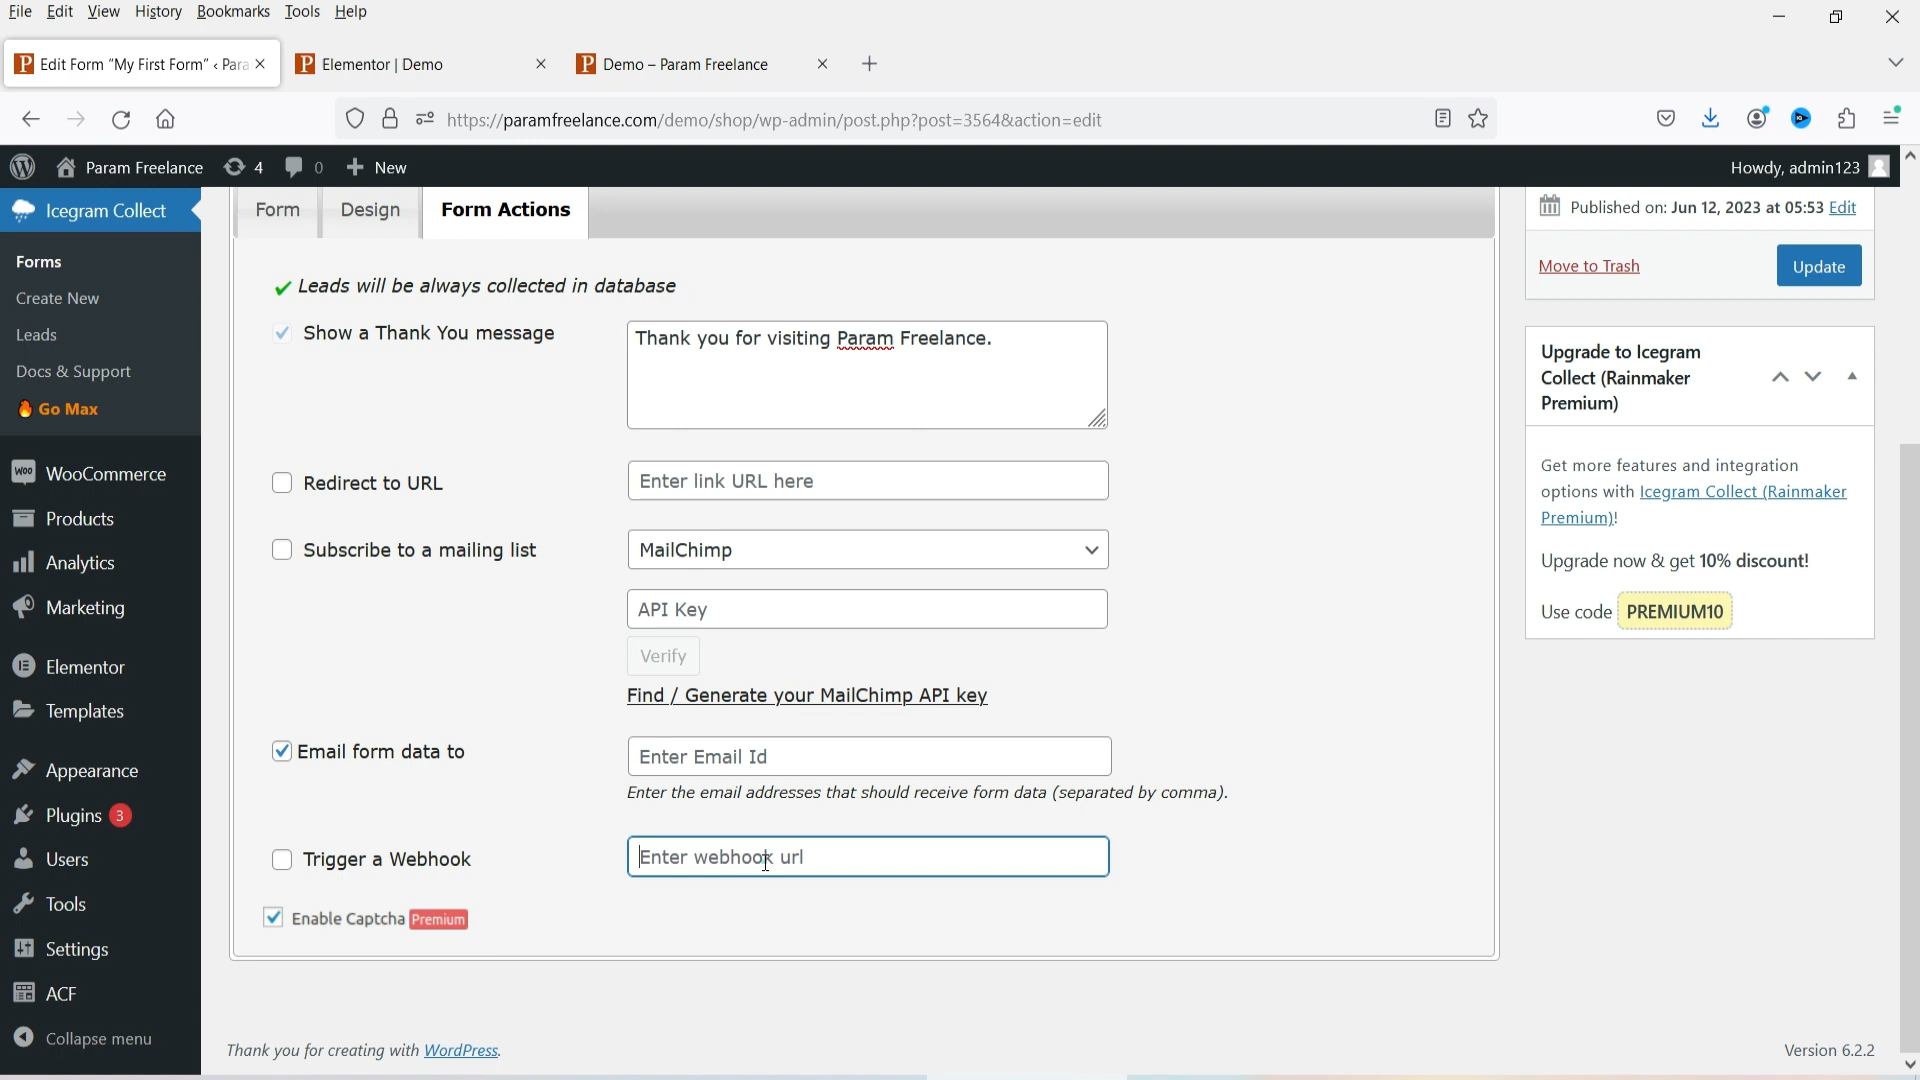 File Edit View History Bookmarks Tools Help
Edit Form "My First Form" ‹ Para
Elementor | Demo
Demo – Param Freelance
https://paramfreelance.com/demo/shop/wp-admin/post.php?post=3564&action=edit
Param Freelance 4 0 New
Howdy, admin123
Icegram Collect
Forms
Create New
Leads
Docs & Support
Go Max
WooCommerce
Products
Analytics
Marketing
Elementor
Templates
Appearance
Plugins 3
Users
Tools
Settings
ACF
Collapse menu
Form Design Form Actions
Leads will be always collected in database
Show a Thank You message
Thank you for visiting Param Freelance.
Redirect to URL
Enter link URL here
Subscribe to a mailing list
MailChimp
API Key
Verify
Find / Generate your MailChimp API key
Email form data to
Enter Email Id
Enter the email addresses that should receive form data (separated by comma).
Trigger a Webhook
Enter webhook url
Enable Captcha Premium
Published on: Jun 12, 2023 at 05:53 Edit
Move to Trash
Update
Upgrade to Icegram
Collect (Rainmaker
Premium)
Get more features and integration
options with Icegram Collect (Rainmaker
Premium)!
Upgrade now & get 10% discount!
Use code PREMIUM10
Thank you for creating with WordPress.
Version 6.2.2